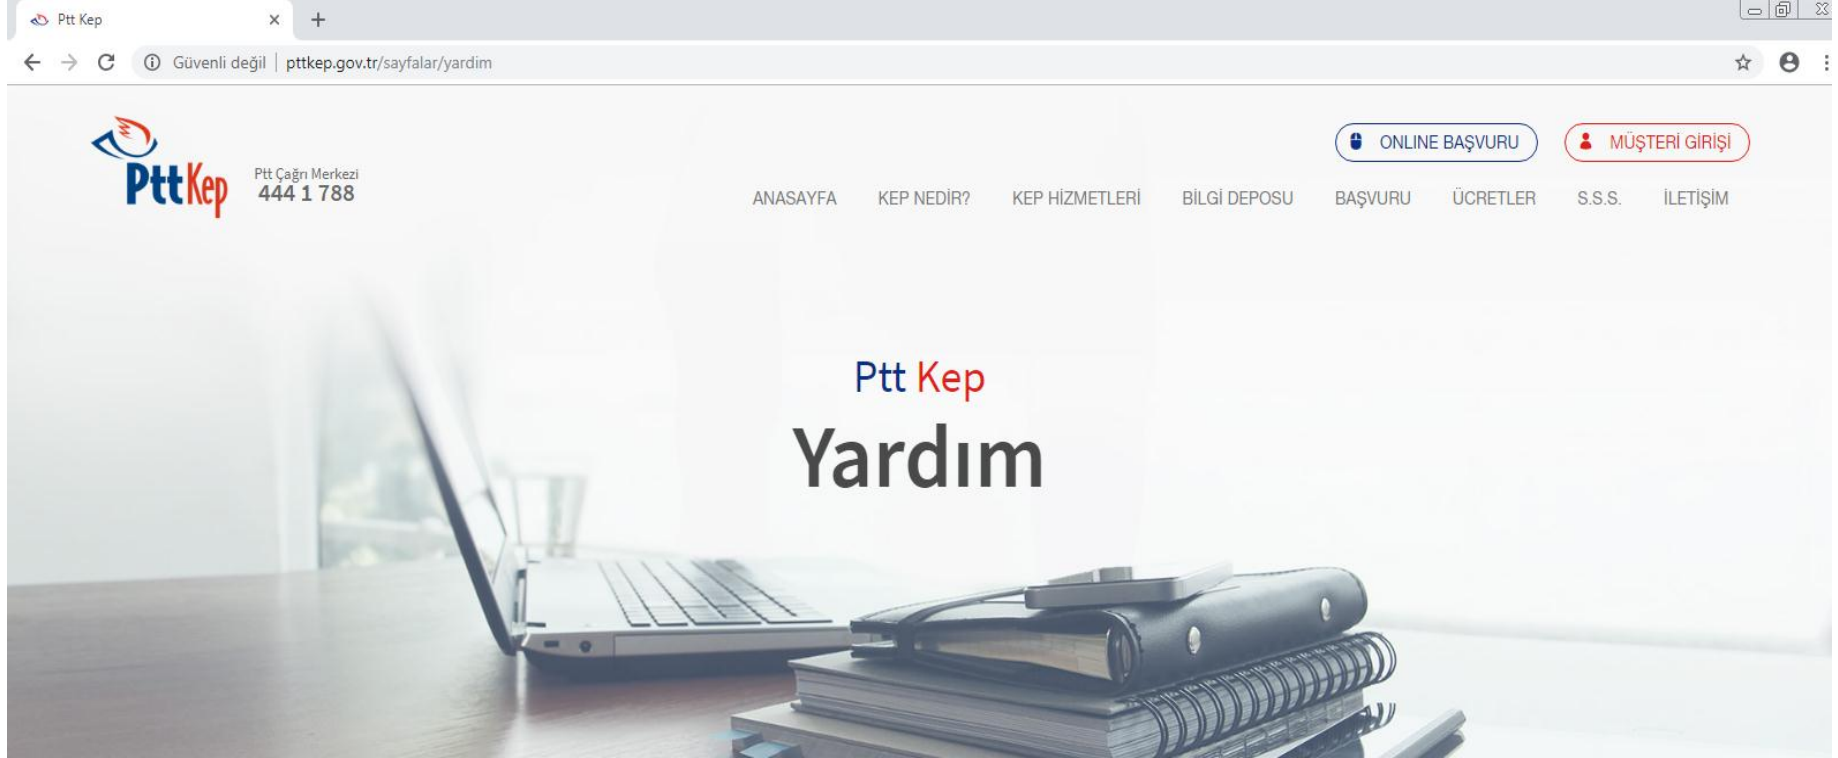 Ptt Kep
Güvenli değil | pttkep.gov.tr/sayfalar/yardim
PttKep
Ptt Çağrı Merkezi
444 1 788
ONLINE BAŞVURU
MÜŞTERİ GİRİŞİ
ANASAYFA KEP NEDİR? KEP HİZMETLERİ BİLGİ DEPOSU BAŞVURU ÜCRETLER S.S.S. İLETİŞİM
Ptt Kep
Yardım